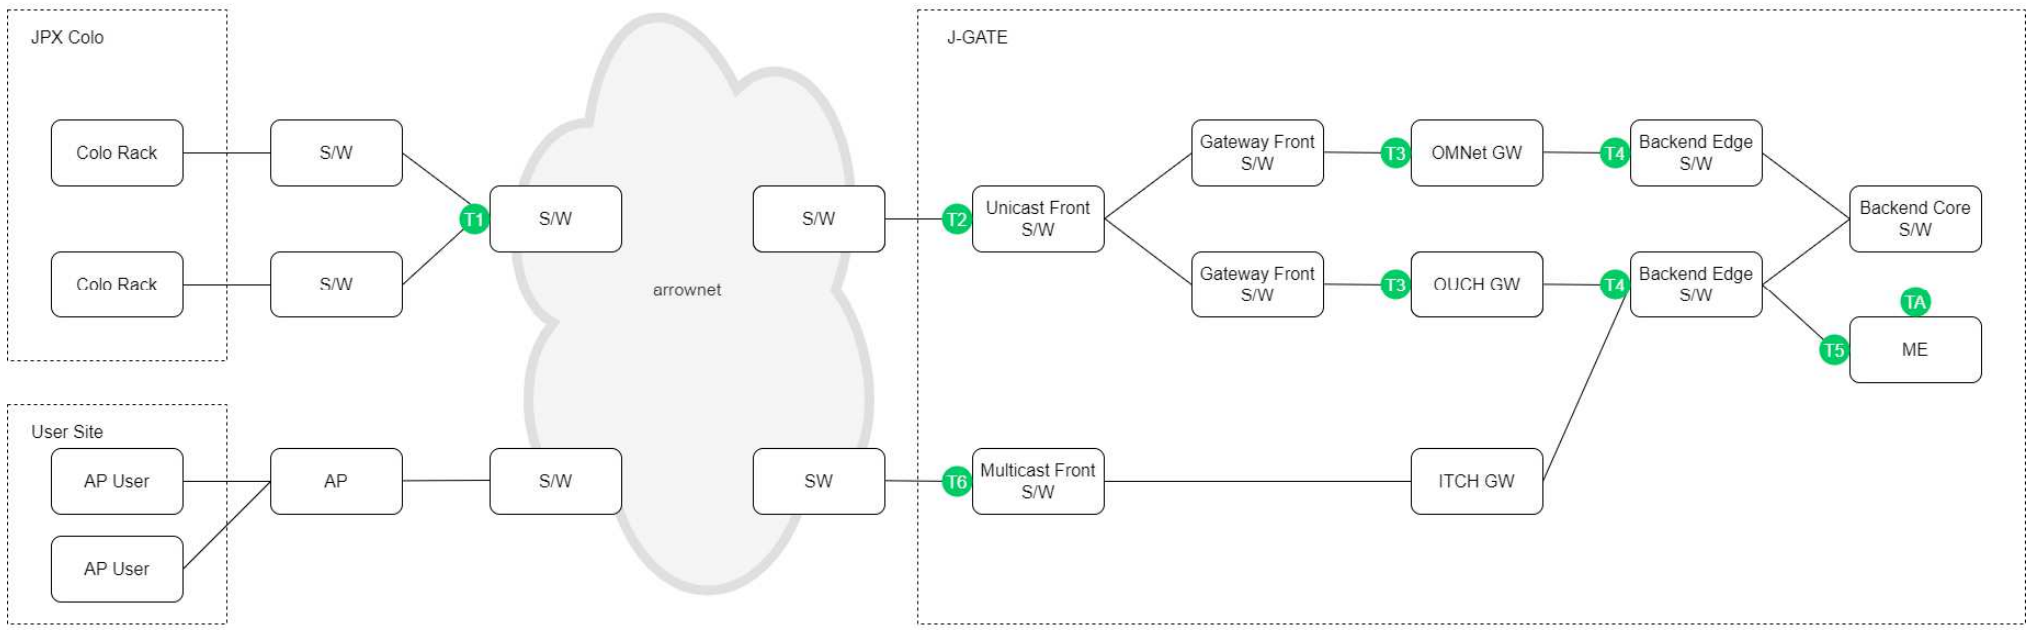 JPX Colo
J-GATE
Colo Rack
S/W
Gateway Front
S/W
T3
OMNet GW
T4
Backend Edge
S/W
T1
S/W
S/W
T2
Unicast Front
S/W
Backend Core
S/W
Colo Rack
S/W
arrownet
Gateway Front
S/W
T3
OUCH GW
T4
Backend Edge
S/W
TA
T5
ME
User Site
AP User
AP
S/W
SW
T6
Multicast Front
S/W
ITCH GW
AP User